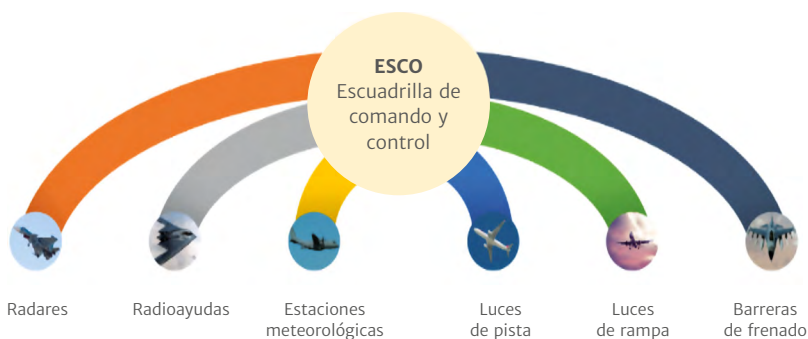 ESCO
Escuadrilla de
comando y
control
Radares
Radioayudas
Estaciones
meteorológicas
Luces
de pista
Luces
de rampa
Barreras
de frenado